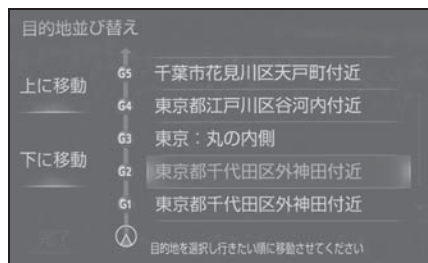 目的地並び替え
上に移動
下に移動
G5 千葉市花見川区天戸町付近
G4 東京都江戸川区谷河内付近
G3 東京：丸の内側
G2 東京都千代田区外神田付近
G1 東京都千代田区外神田付近
完了
目的地を選択し行きたい順に移動させてください